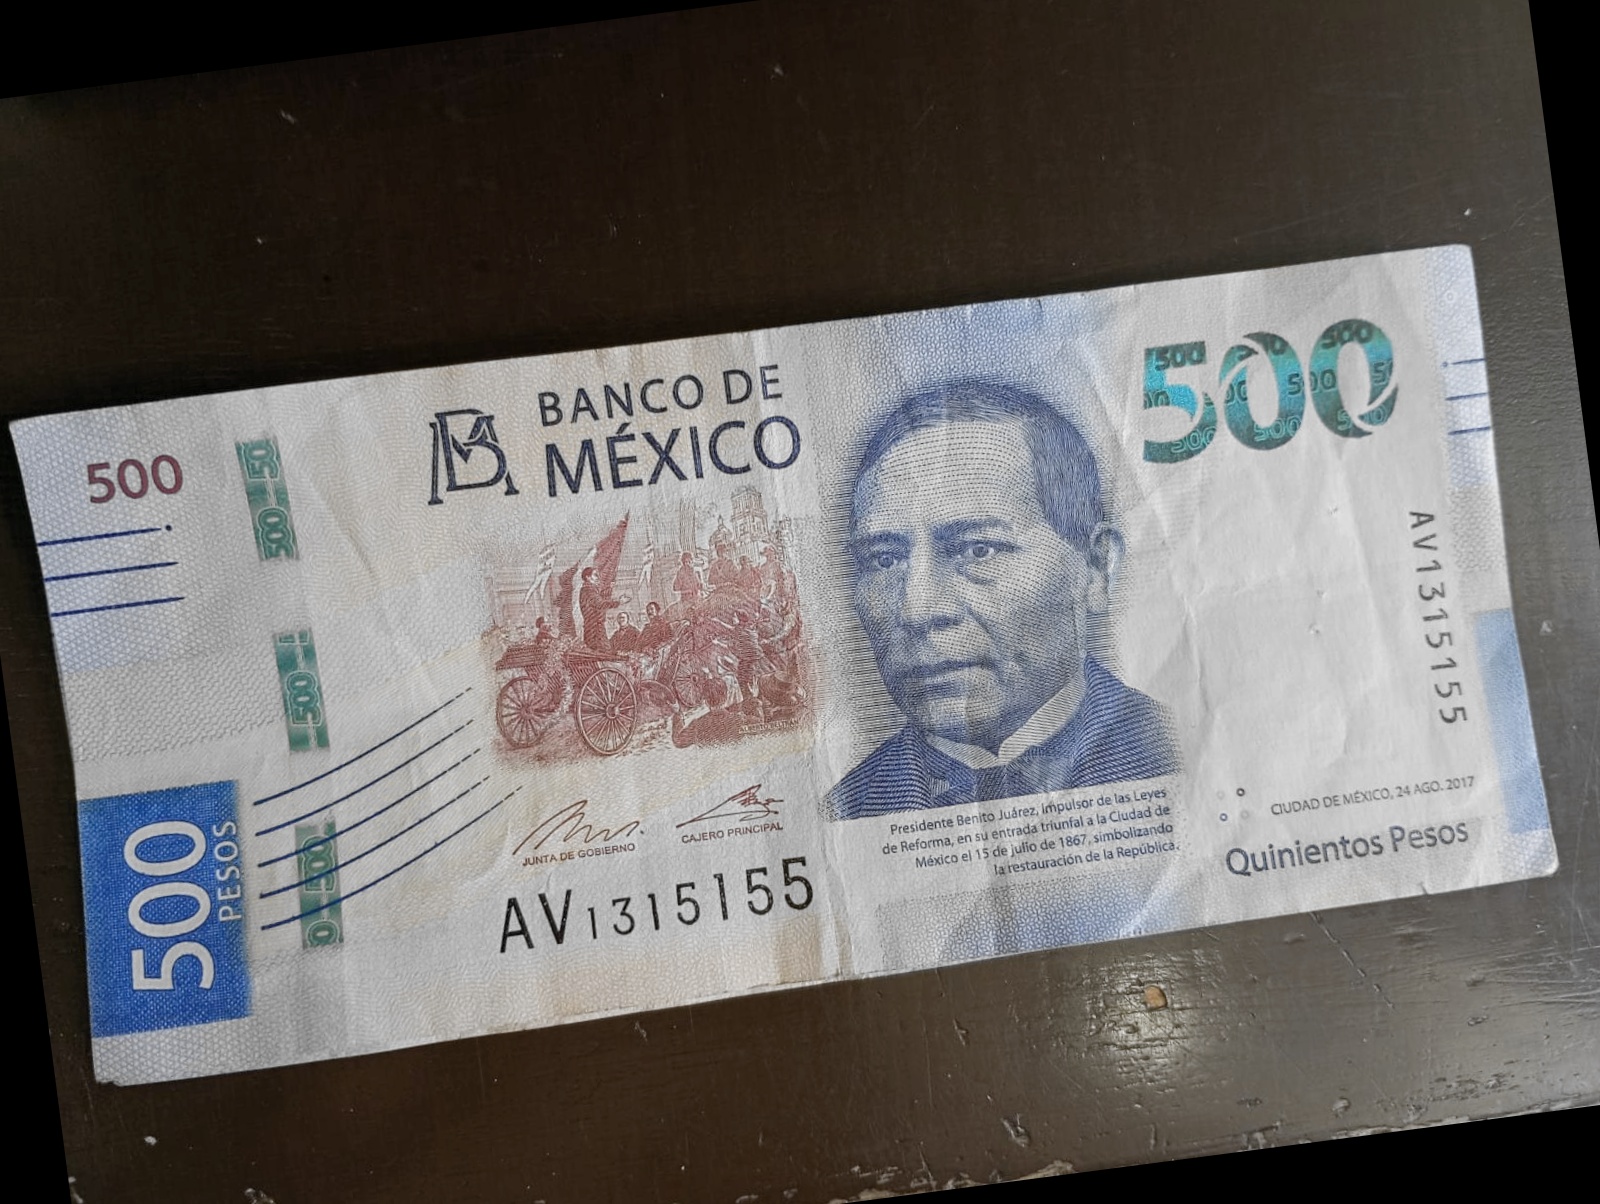 BANCO DE
MÉXICO
500
500
500
PESOS
JUNTA DE GOBIERNO
CAJERO PRINCIPAL
AV1315155
Presidente Benito Juárez, impulsor de las Leyes
de Reforma, en su entrada triunfal a la Ciudad de
México el 15 de julio de 1867, simbolizando
la restauración de la República.
AV1315155
CIUDAD DE MÉXICO, 24 AGO. 2017
Quinientos Pesos